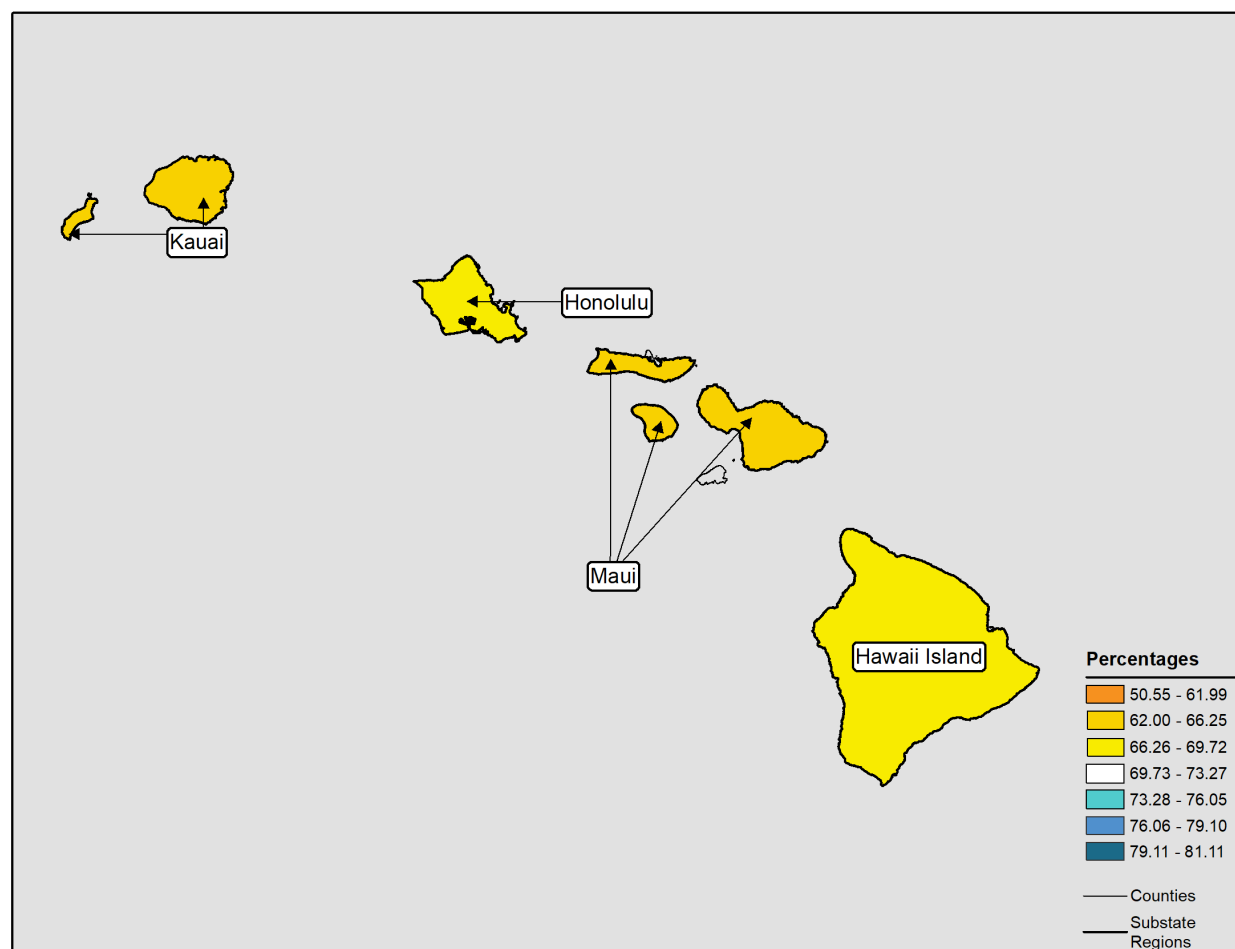 Kauai
Honolulu
Maui
Hawaii Island
Percentages
50.55 - 61.99
62.00 - 66.25
66.26 - 69.72
69.73 - 73.27
73.28 - 76.05
76.06 - 79.10
79.11 - 81.11
Counties
Substate
Regions